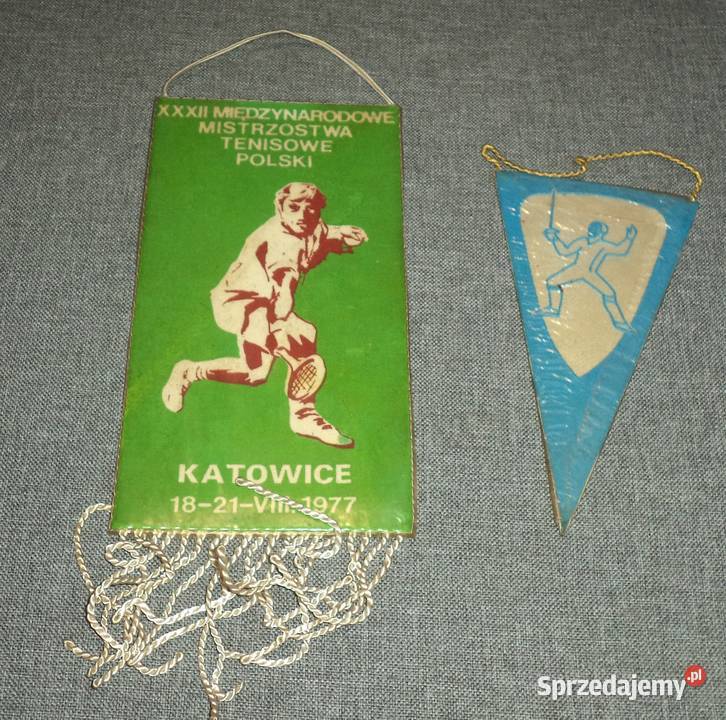 XXXII MIĘDZYNARODOWE
MISTRZOSTWA
TENISOWE
POLSKI
KATOWICE
18-21-VIII-1977
Sprzedajemy.pl